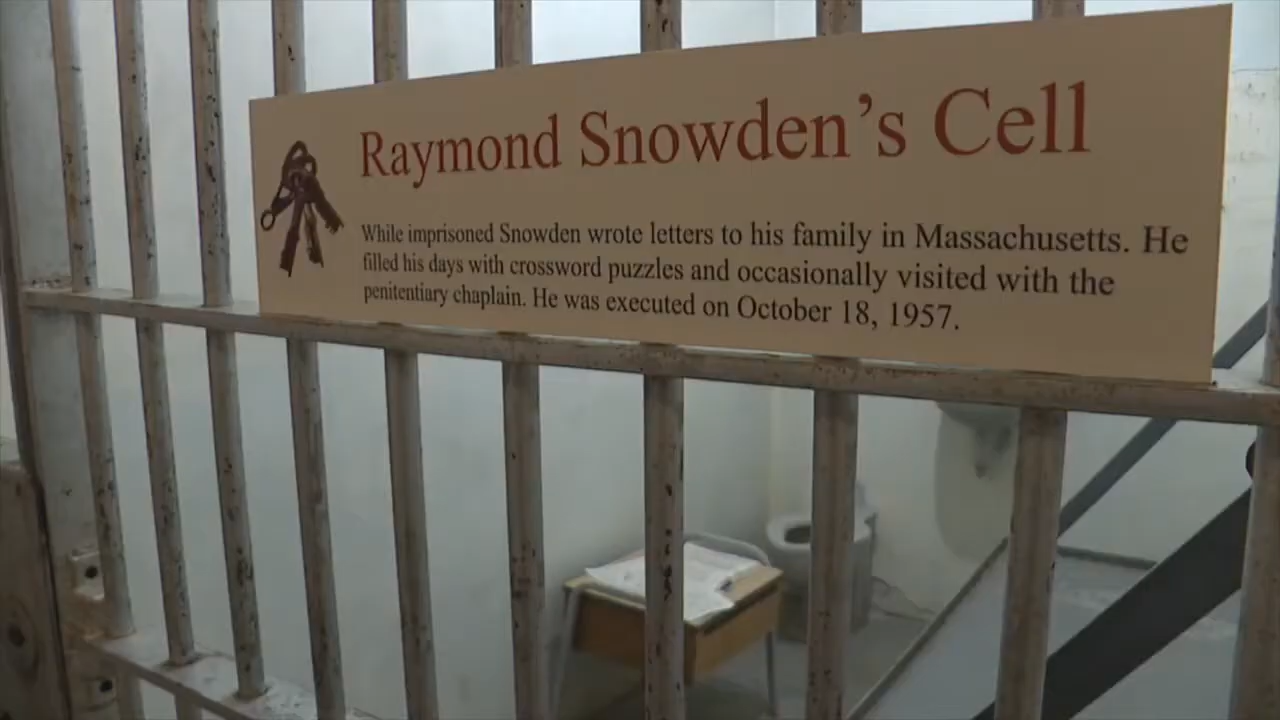 Raymond Snowden's Cell
While imprisoned Snowden wrote letters to his family in Massachusetts. He
filled his days with crossword puzzles and occasionally visited with the
penitentiary chaplain. He was executed on October 18, 1957.